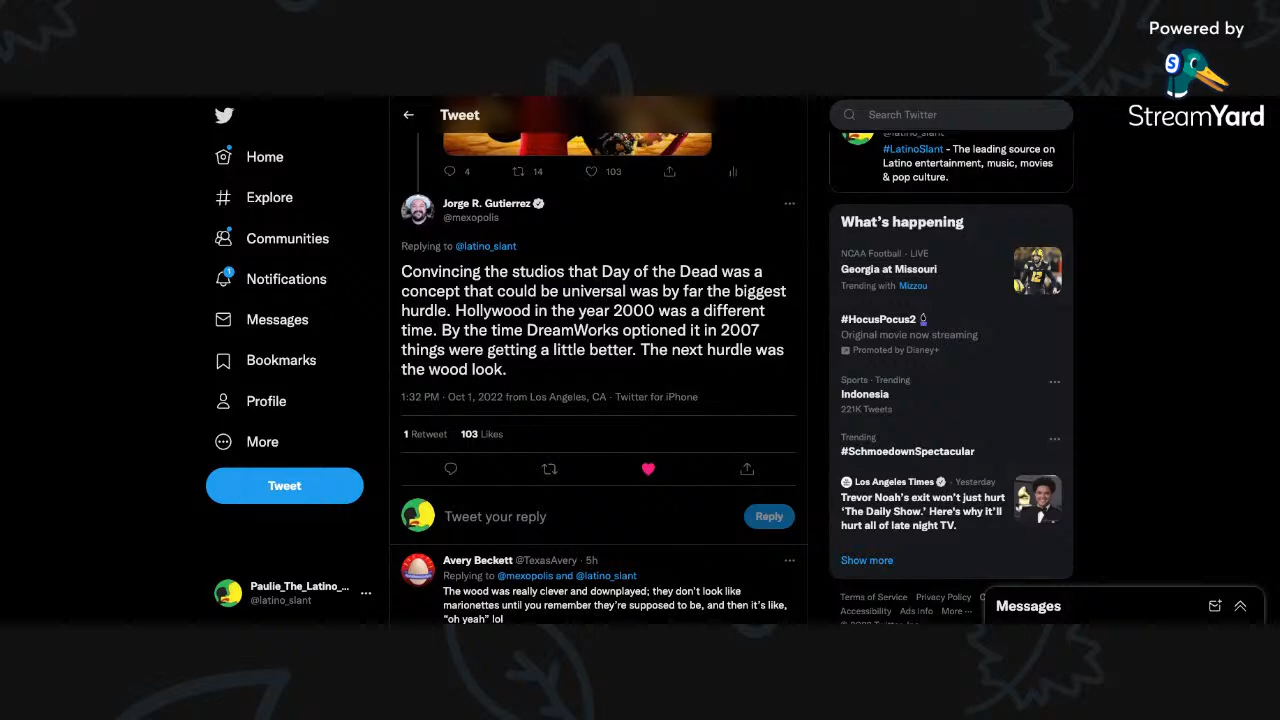 Powered by
StreamYard
Home
Explore
Communities
1
Notifications
Messages
Bookmarks
Profile
More
Tweet
Paulie_The_Latino_...
@latino_slant
Tweet
4
14
103
Jorge R. Gutierrez
@mexopolis
Replying to @latino_slant
Convincing the studios that Day of the Dead was a
concept that could be universal was by far the biggest
hurdle. Hollywood in the year 2000 was a different
time. By the time DreamWorks optioned it in 2007
things were getting a little better. The next hurdle was
the wood look.
1:32 PM · Oct 1, 2022 from Los Angeles, CA · Twitter for iPhone
1 Retweet 103 Likes
Tweet your reply
Reply
Avery Beckett @TexasAvery · 5h
Replying to @mexopolis and @latino_slant
The wood was really clever and downplayed; they don't look like
marionettes until you remember they're supposed to be, and then it's like,
"oh yeah" lol
Search Twitter
@latino_slant
#LatinoSlant - The leading source on
Latino entertainment, music, movies
& pop culture.
What's happening
NCAA Football · LIVE
Georgia at Missouri
Trending with Mizzou
#HocusPocus2
Original movie now streaming
Promoted by Disney+
Sports · Trending
Indonesia
221K Tweets
Trending
#SchmoedownSpectacular
Los Angeles Times · Yesterday
Trevor Noah's exit won't just hurt
'The Daily Show.' Here's why it'll
hurt all of late night TV.
Show more
Terms of Service Privacy Policy
Accessibility Ads Info More ...
Messages